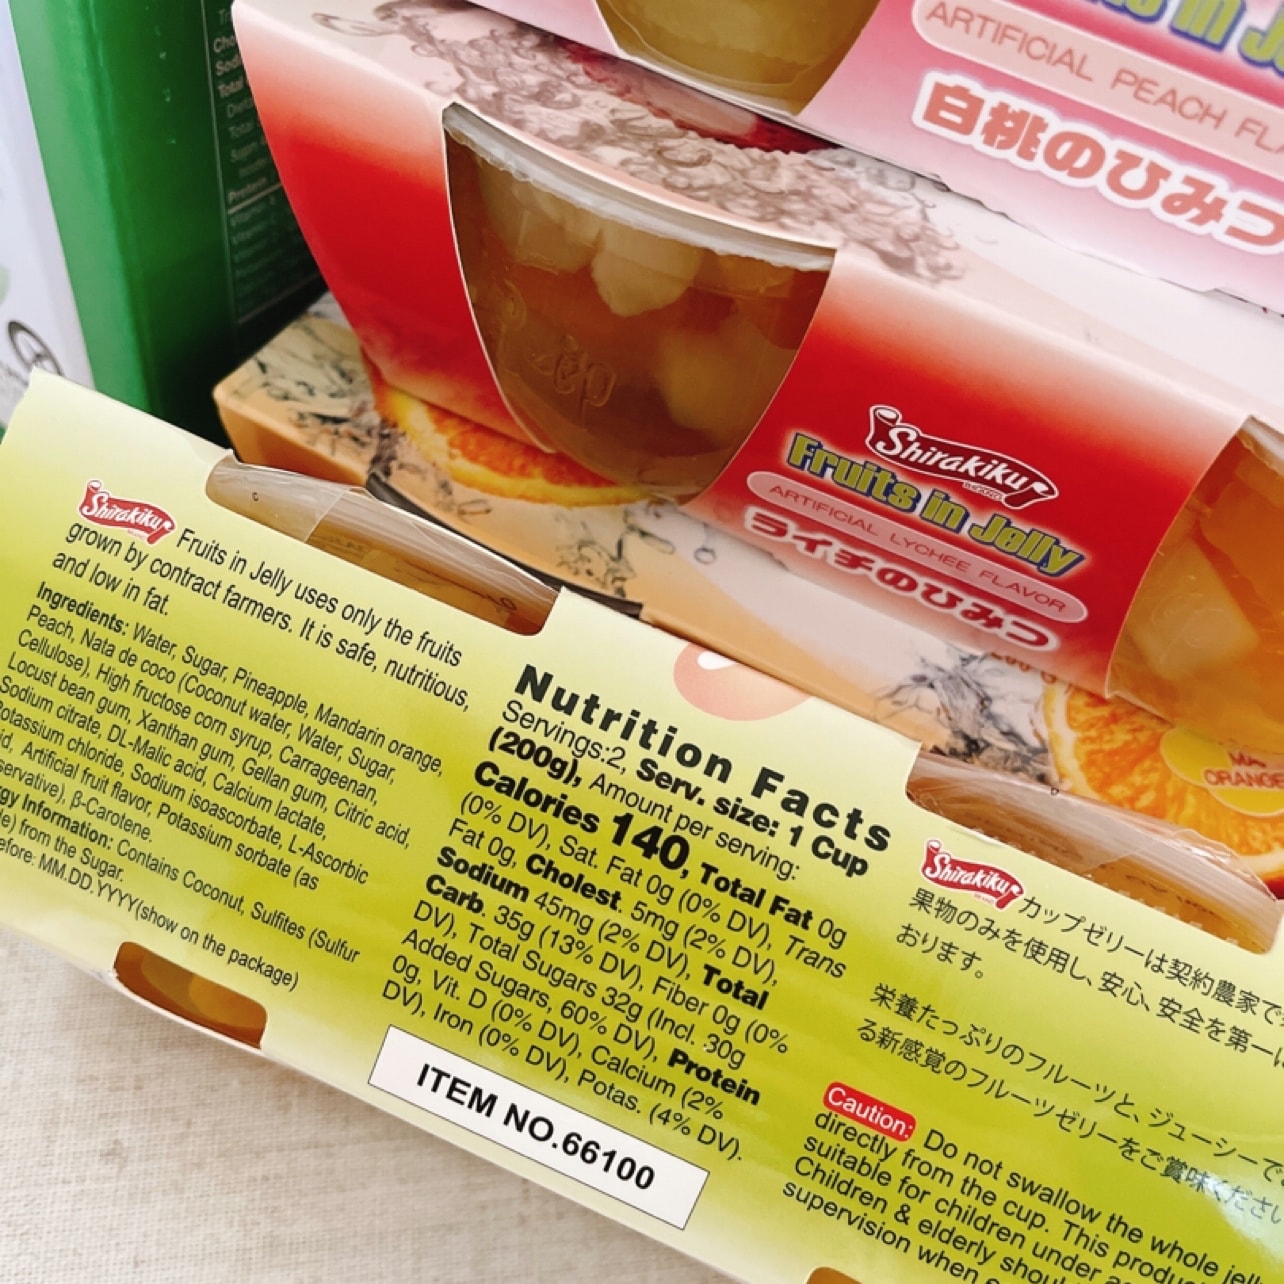 Fruits in Jelly
ARTIFICIAL PEACH
白桃のひみつ
Shirakiku
Fruits in Jelly
ARTIFICIAL LYCHEE FLAVOR
ライチのひみつ
ORANGE
Shirakiku Fruits in Jelly uses only the fruits
grown by contract farmers. It is safe, nutritious,
and low in fat.
Ingredients: Water, Sugar, Pineapple, Mandarin orange,
Peach, Nata de coco (Coconut water, Water, Sugar,
Cellulose), High fructose corn syrup, Carrageenan,
Locust bean gum, Xanthan gum, Gellan gum, Citric acid,
Sodium citrate, DL-Malic acid, Calcium lactate,
Potassium chloride, Sodium isoascorbate, L-Ascorbic
Artificial fruit flavor, Potassium sorbate (as
β-Carotene.
Information: Contains Coconut, Sulfites (Sulfur
from the Sugar.
MM.DD.YYYY(show on the package)
Nutrition Facts
Servings:2, Serv. size: 1 Cup
(200g), Amount per serving:
Calories 140, Total Fat 0g
(0% DV), Sat. Fat 0g (0% DV), Trans
Fat 0g, Cholest. 5mg (2% DV),
Sodium 45mg (2% DV), Total
Carb. 35g (13% DV), Fiber 0g (0%
DV), Total Sugars 32g (Incl. 30g
Added Sugars, 60% DV), Protein
0g, Vit. D (0% DV), Calcium (2%
DV), Iron (0% DV), Potas. (4% DV).
ITEM NO.66100
Shirakiku カップゼリーは契約農家で
果物のみを使用し、安心、安全を第一に
おります。
栄養たっぷりのフルーツと、ジューシーで
る新感覚のフルーツゼリーをご賞味ください
Caution: Do not swallow the whole
directly from the cup. This
suitable for children under
Children & elderly
supervision when